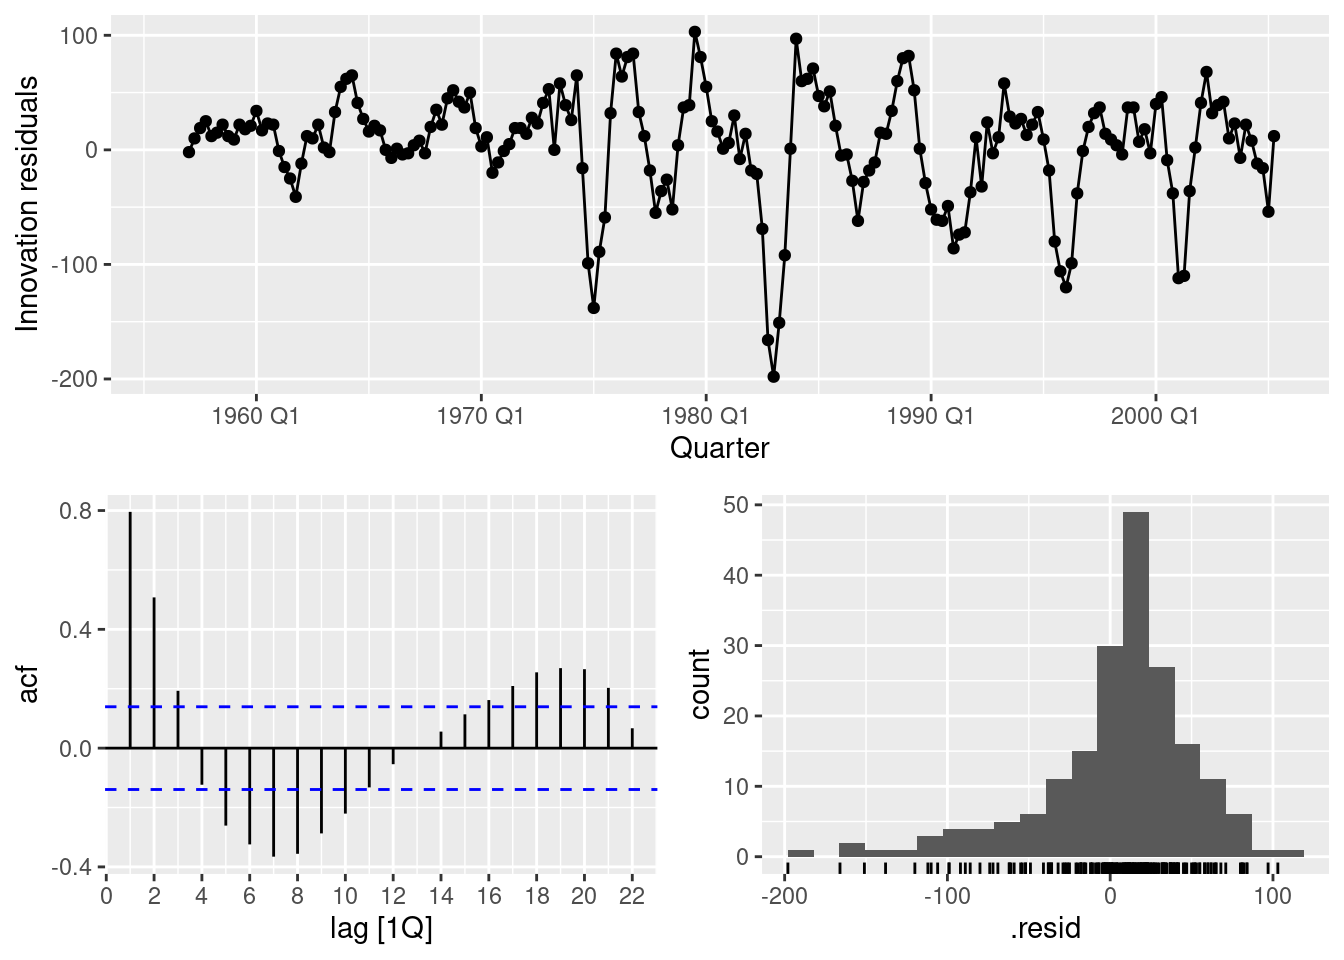 Innovation residuals
100
0
-100
-200
1960 Q1 1970 Q1 1980 Q1 1990 Q1 2000 Q1
Quarter
acf
0.8
0.4
0.0
-0.4
0 2 4 6 8 10 12 14 16 18 20 22
lag [1Q]
count
50
40
30
20
10
0
-200 -100 0 100
.resid